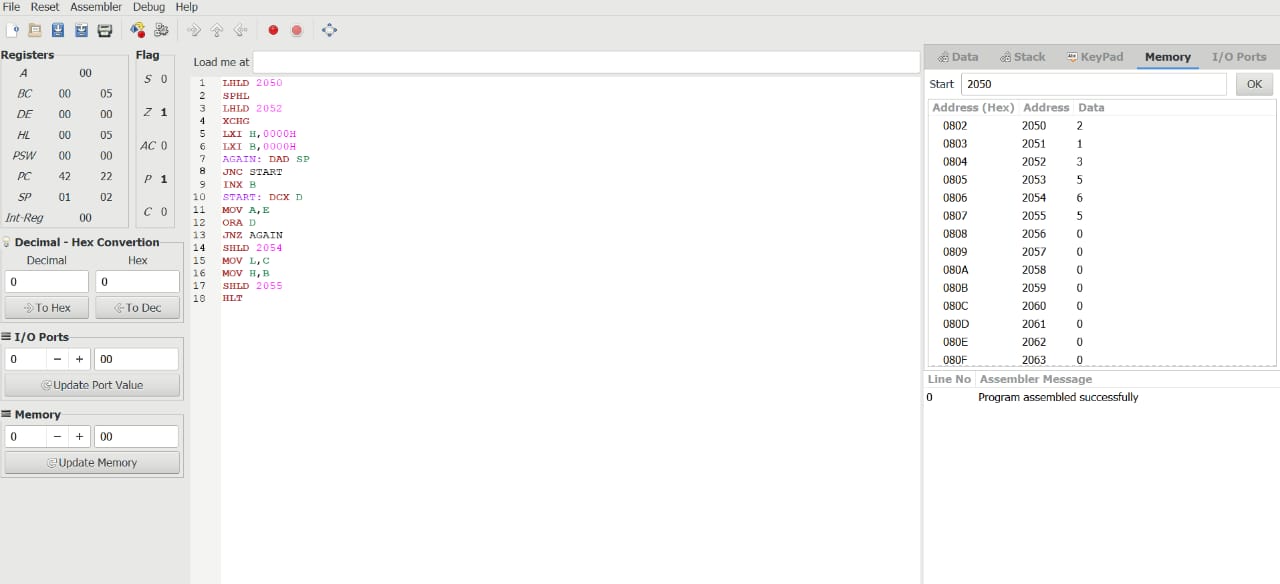 File Reset Assembler Debug Help
Registers
A 00
BC 00 05
DE 00 00
HL 00 05
PSW 00 00
PC 42 22
SP 01 02
Int-Reg 00
Flag
S 0
Z 1
AC 0
P 1
C 0
Decimal - Hex Convertion
Decimal Hex
0 0
To Hex To Dec
I/O Ports
0 − + 00
Update Port Value
Memory
0 − + 00
Update Memory
Load me at
1 LHLD 2050
2 SPHL
3 LHLD 2052
4 XCHG
5 LXI H,0000H
6 LXI B,0000H
7 AGAIN: DAD SP
8 JNC START
9 INX B
10 START: DCX D
11 MOV A,E
12 ORA D
13 JNZ AGAIN
14 SHLD 2054
15 MOV L,C
16 MOV H,B
17 SHLD 2055
18 HLT
Data Stack KeyPad Memory I/O Ports
Start 2050 OK
Address (Hex) Address Data
0802 2050 2
0803 2051 1
0804 2052 3
0805 2053 5
0806 2054 6
0807 2055 5
0808 2056 0
0809 2057 0
080A 2058 0
080B 2059 0
080C 2060 0
080D 2061 0
080E 2062 0
080F 2063 0
Line No Assembler Message
0 Program assembled successfully